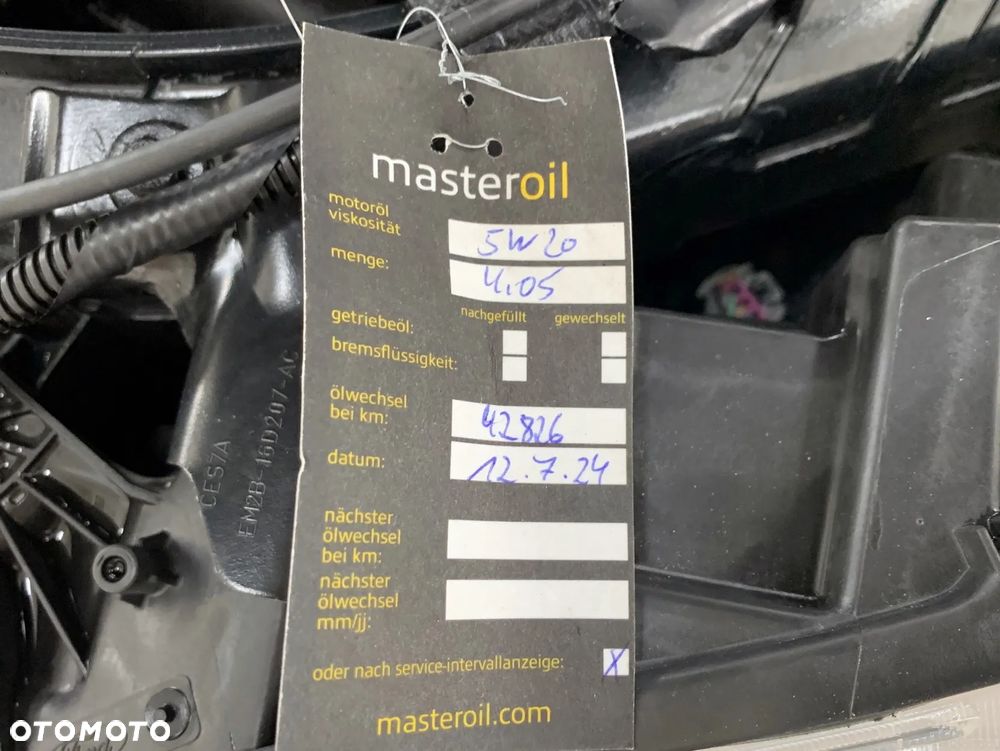 masteroil
motoröl
viskosität
5W20
menge:
4,05
nachgefüllt gewechselt
getriebeöl:
bremsflüssigkeit:
ölwechsel
bei km:
42826
datum:
12.7.24
nächster
ölwechsel
bei km:
nächster
ölwechsel
mm/jj:
oder nach service-intervallanzeige: X
masteroil.com
CES7A
EM2B-16D207-AC
OTOMOTO